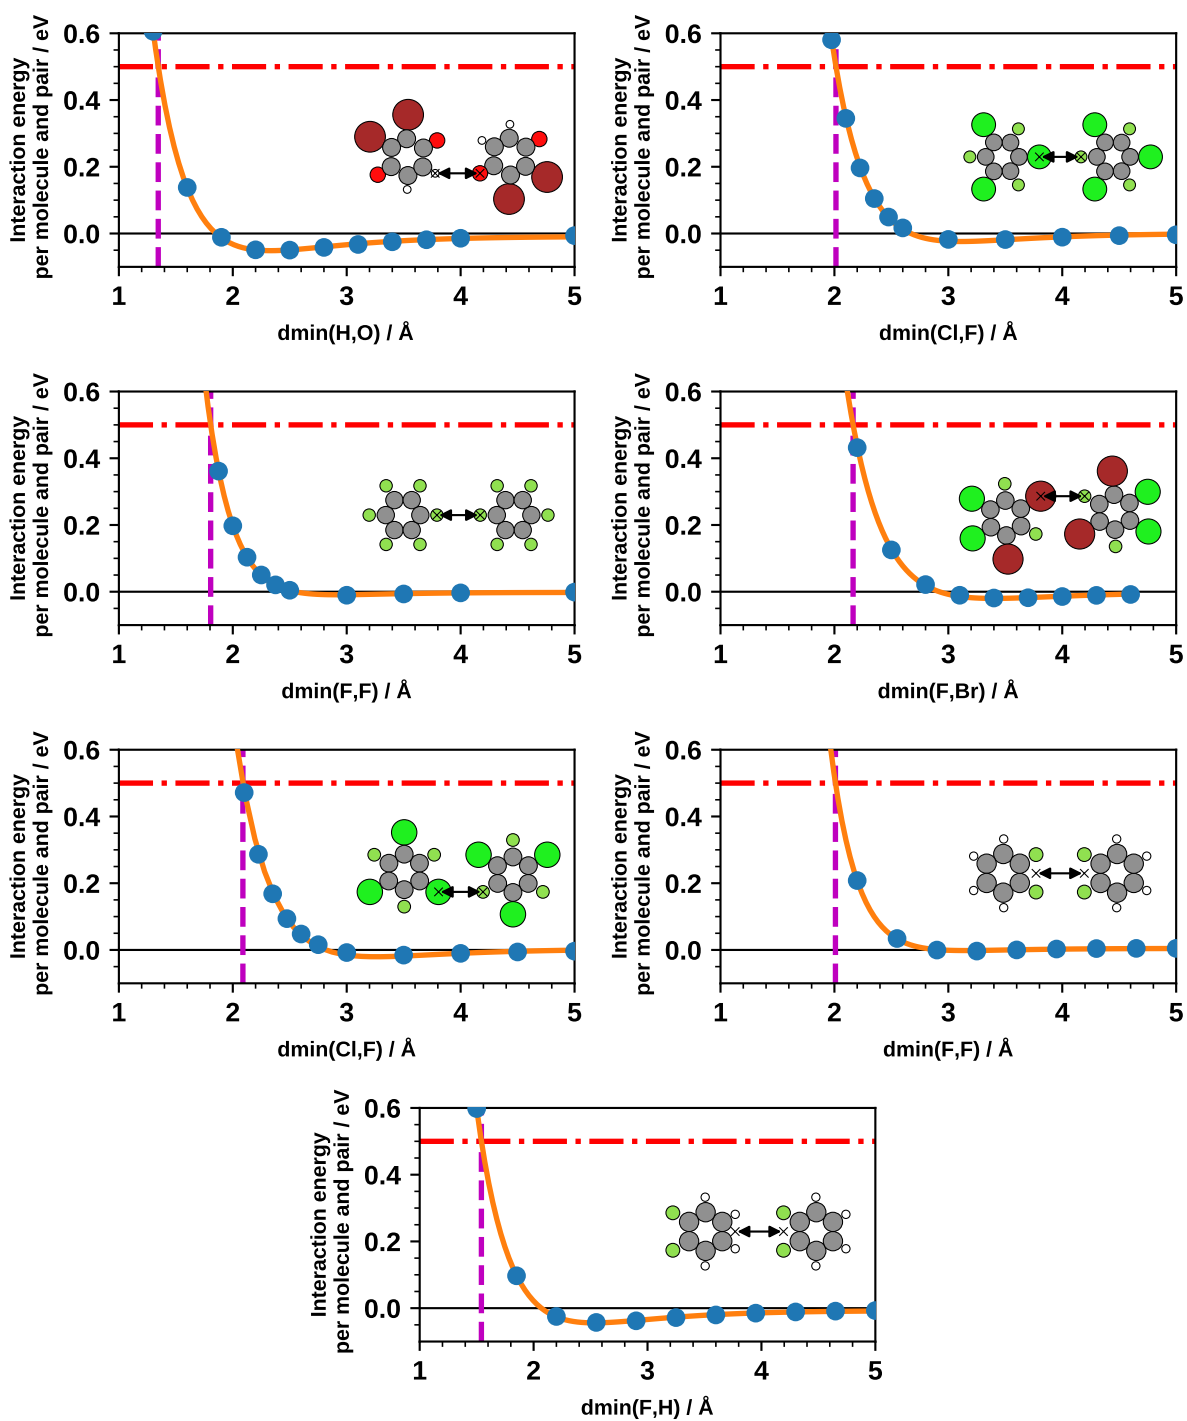 Interaction energy
per molecule and pair / eV
0.6
0.4
0.2
0.0
1 2 3 4 5
dmin(H,O) / Å
Interaction energy
per molecule and pair / eV
0.6
0.4
0.2
0.0
1 2 3 4 5
dmin(Cl,F) / Å
Interaction energy
per molecule and pair / eV
0.6
0.4
0.2
0.0
1 2 3 4 5
dmin(F,F) / Å
Interaction energy
per molecule and pair / eV
0.6
0.4
0.2
0.0
1 2 3 4 5
dmin(F,Br) / Å
Interaction energy
per molecule and pair / eV
0.6
0.4
0.2
0.0
1 2 3 4 5
dmin(Cl,F) / Å
Interaction energy
per molecule and pair / eV
0.6
0.4
0.2
0.0
1 2 3 4 5
dmin(F,F) / Å
Interaction energy
per molecule and pair / eV
0.6
0.4
0.2
0.0
1 2 3 4 5
dmin(F,H) / Å